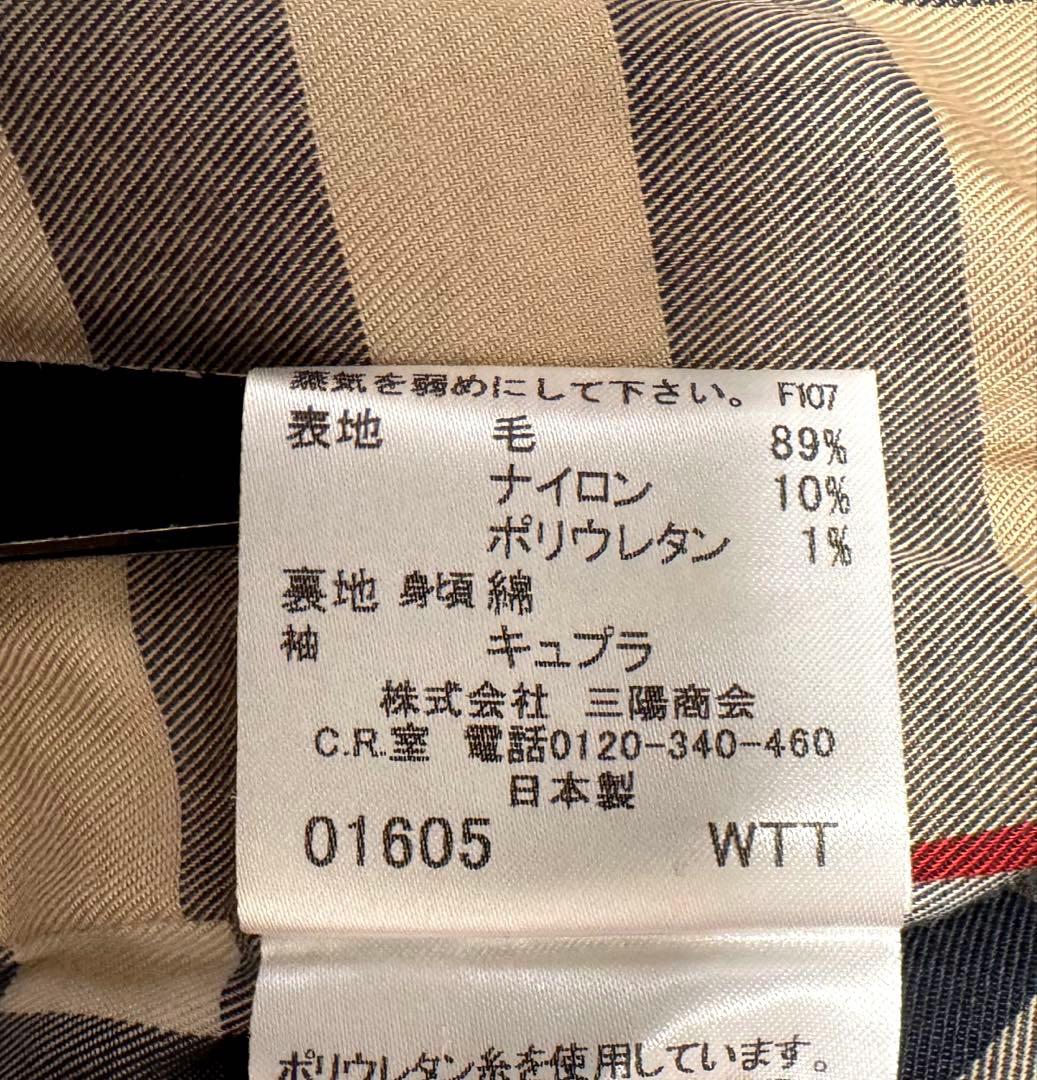 蒸気を弱めにして下さい。 F107
表地 毛 89%
ナイロン 10%
ポリウレタン 1%
裏地 身頃 綿
袖 キュプラ
株式会社 三陽商会
C.R.室 電話0120-340-460
日本製
01605 WTT
ポリウレタン糸を使用しています。